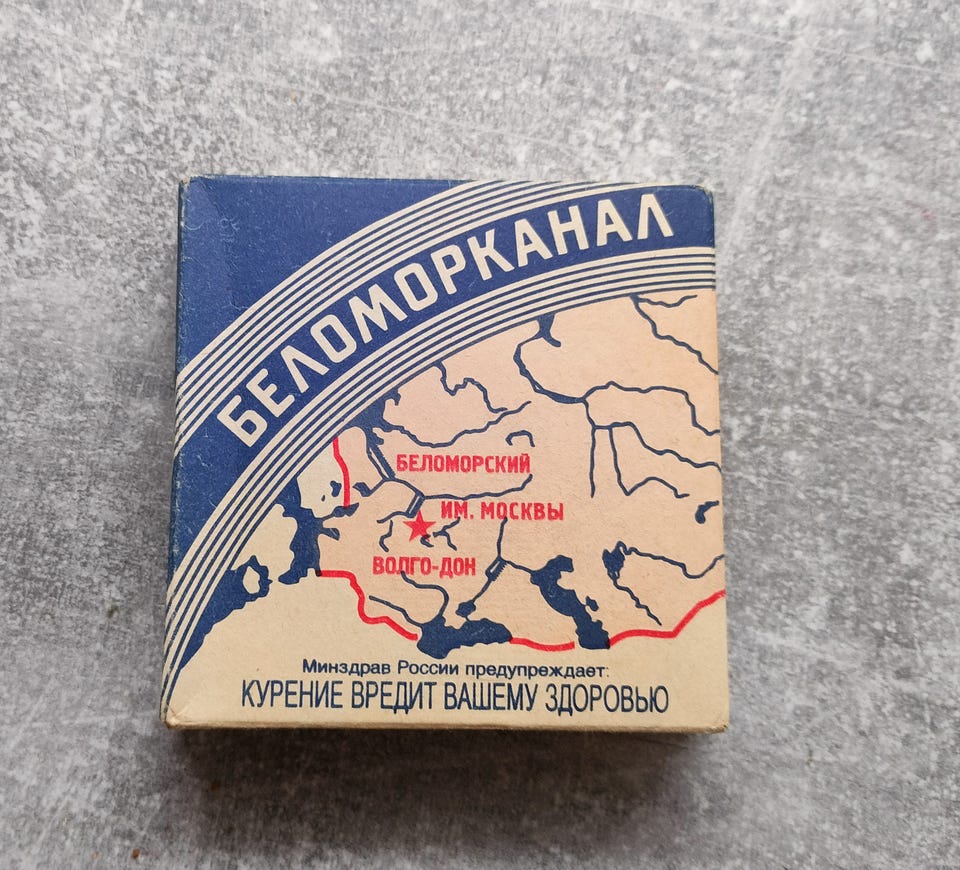 БЕЛОМОРКАНАЛ
БЕЛОМОРСКИЙ
ИМ. МОСКВЫ
ВОЛГО-ДОН
Минздрав России предупреждает:
КУРЕНИЕ ВРЕДИТ ВАШЕМУ ЗДОРОВЬЮ